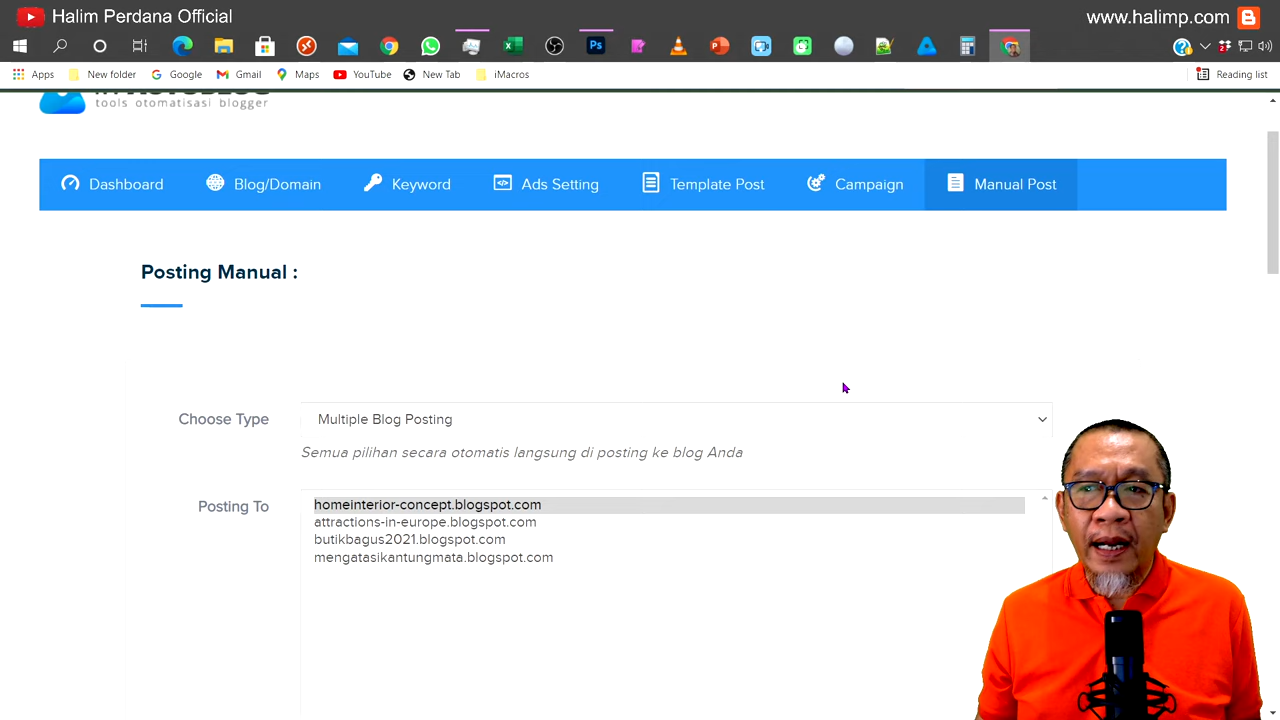 Halim Perdana Official
www.halimp.com
Apps
New folder
Google
Gmail
Maps
YouTube
New Tab
iMacros
Reading list
tools otomatisasi blogger
Dashboard
Blog/Domain
Keyword
Ads Setting
Template Post
Campaign
Manual Post
Posting Manual :
Choose Type
Multiple Blog Posting
Semua pilihan secara otomatis langsung di posting ke blog Anda
Posting To
homeinterior-concept.blogspot.com
attractions-in-europe.blogspot.com
butikbagus2021.blogspot.com
mengatasikantungmata.blogspot.com